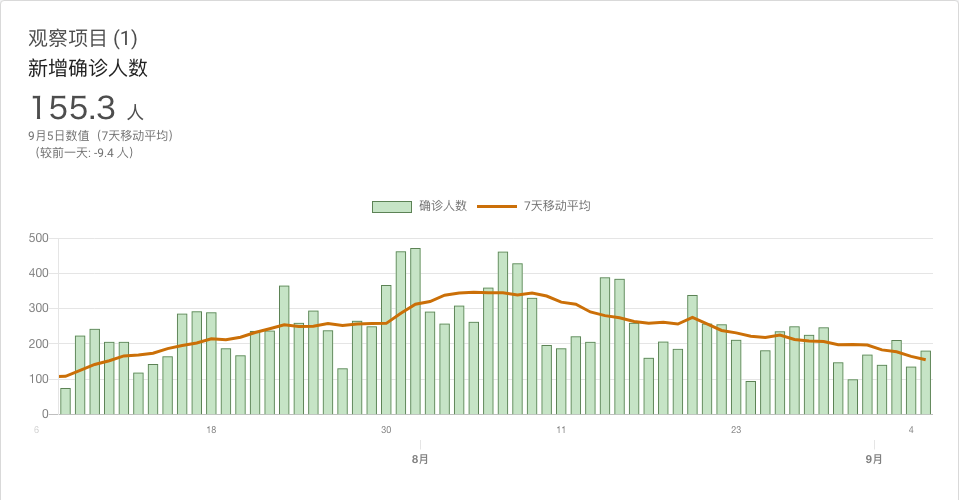 观察项目 (1)
新增确诊人数
155.3 人
9月5日数值（7天移动平均）
（较前一天: -9.4 人）
确诊人数 7天移动平均
500
400
300
200
100
0
6 18 30 11 23 4
8月 9月